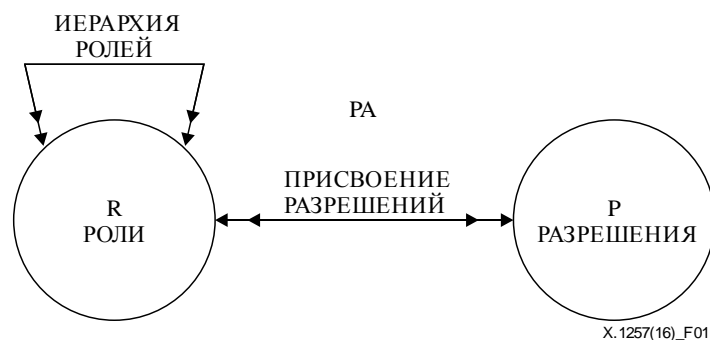 ИЕРАРХИЯ
РОЛЕЙ
PA
ПРИСВОЕНИЕ
РАЗРЕШЕНИЙ
R
РОЛИ
P
РАЗРЕШЕНИЯ
X.1257(16)_F01